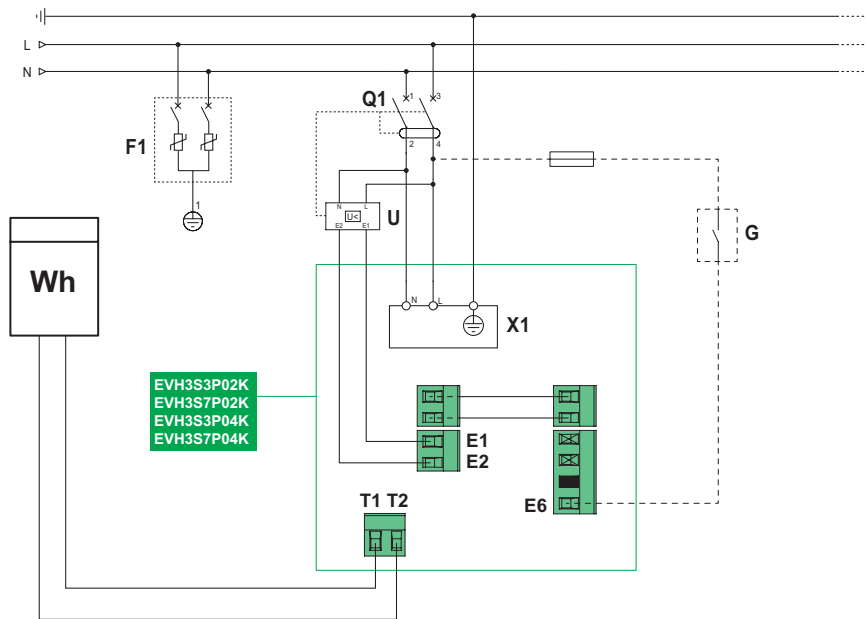 L
N
Q1
1
3
2
4
F1
1
N
L
U<
E2
E1
U
G
Wh
N
L
X1
EVH3S3P02K
EVH3S7P02K
EVH3S3P04K
EVH3S7P04K
E1
E2
E6
T1 T2